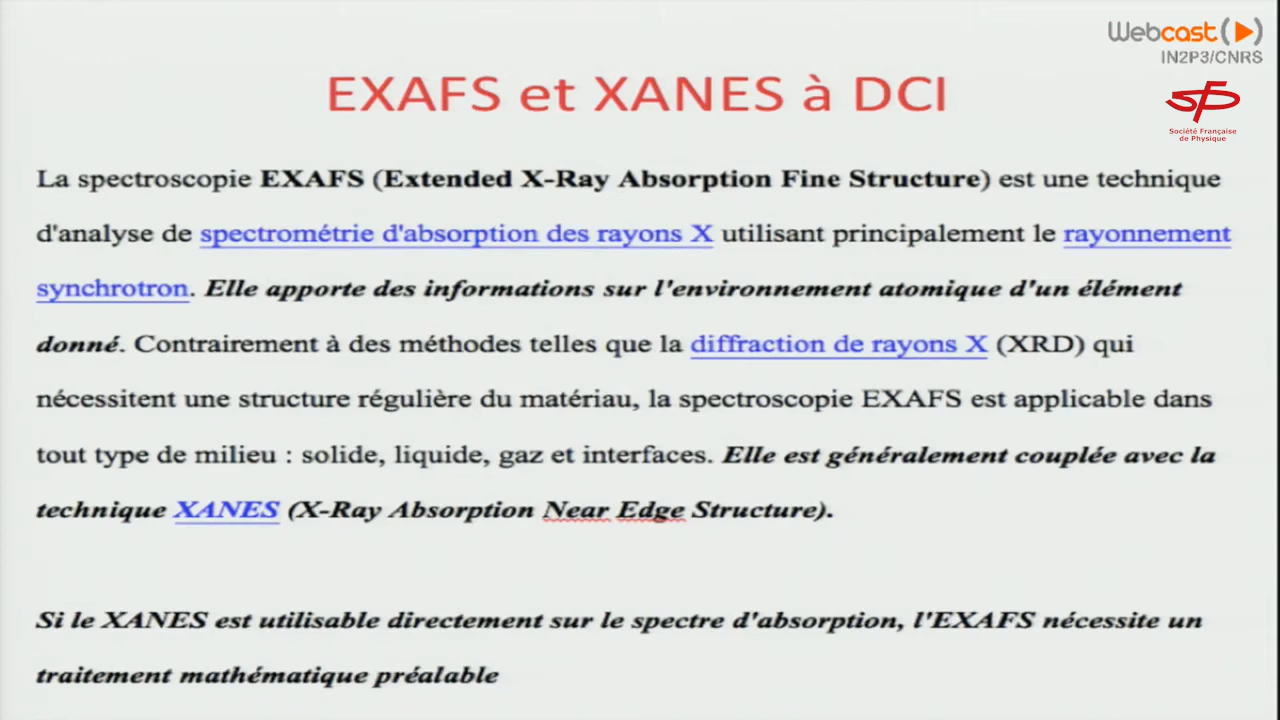 Webcast
IN2P3/CNRS
EXAFS et XANES à DCI
Société Française
de Physique
La spectroscopie EXAFS (Extended X-Ray Absorption Fine Structure) est une technique
d'analyse de spectrométrie d'absorption des rayons X utilisant principalement le rayonnement
synchrotron. Elle apporte des informations sur l'environnement atomique d'un élément
donné. Contrairement à des méthodes telles que la diffraction de rayons X (XRD) qui
nécessitent une structure régulière du matériau, la spectroscopie EXAFS est applicable dans
tout type de milieu : solide, liquide, gaz et interfaces. Elle est généralement couplée avec la
technique XANES (X-Ray Absorption Near Edge Structure).
Si le XANES est utilisable directement sur le spectre d'absorption, l'EXAFS nécessite un
traitement mathématique préalable